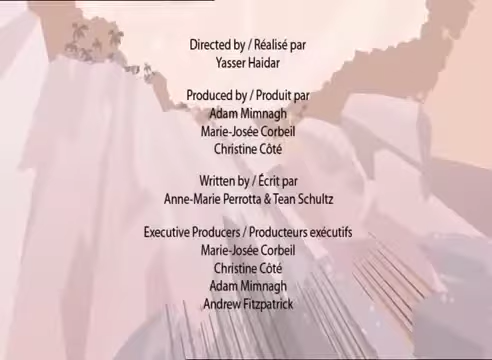 Directed by / Réalisé par
Yasser Haidar
Produced by / Produit par
Adam Mimnagh
Marie-Josée Corbeil
Christine Côté
Written by / Écrit par
Anne-Marie Perrotta & Tean Schultz
Executive Producers / Producteurs exécutifs
Marie-Josée Corbeil
Christine Côté
Adam Mimnagh
Andrew Fitzpatrick